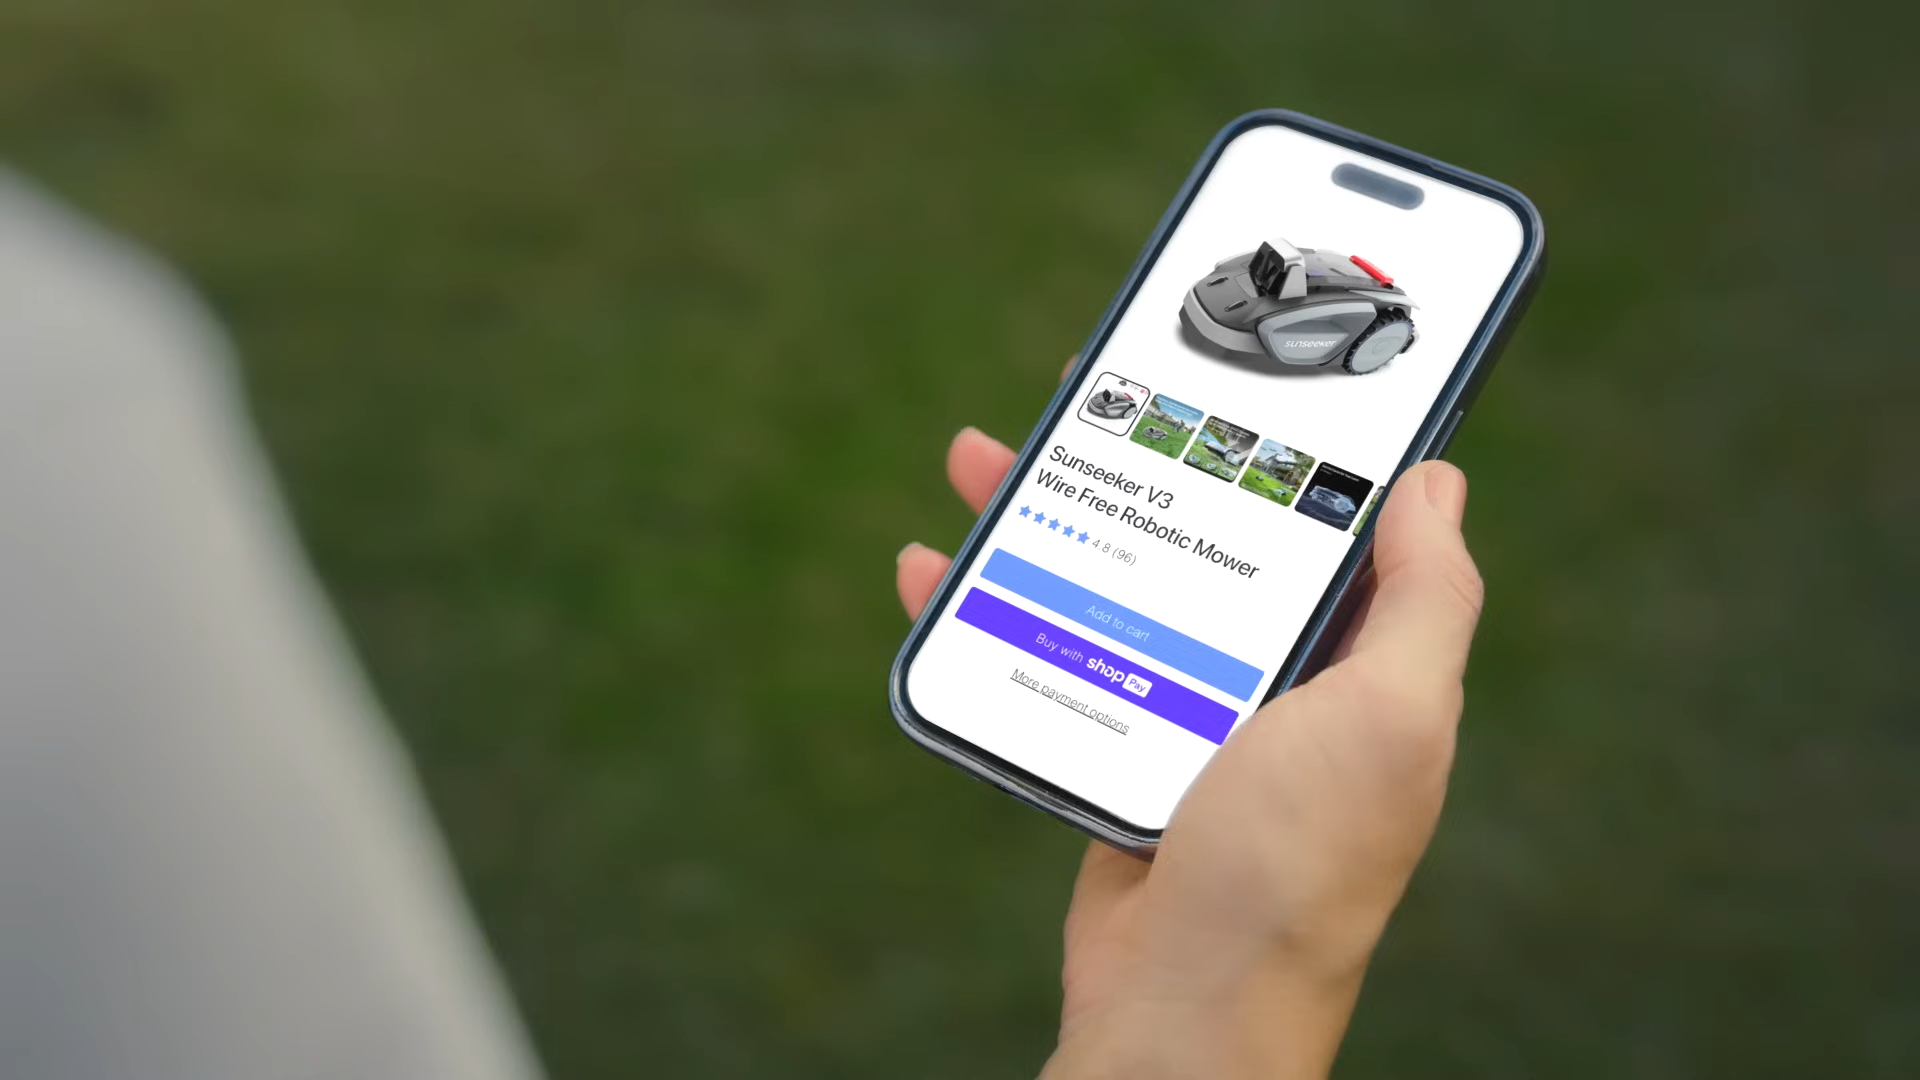 sunseeker
Sunseeker V3
Wire Free Robotic Mower
4.8 (96)
Add to cart
Buy with shop Pay
More payment options